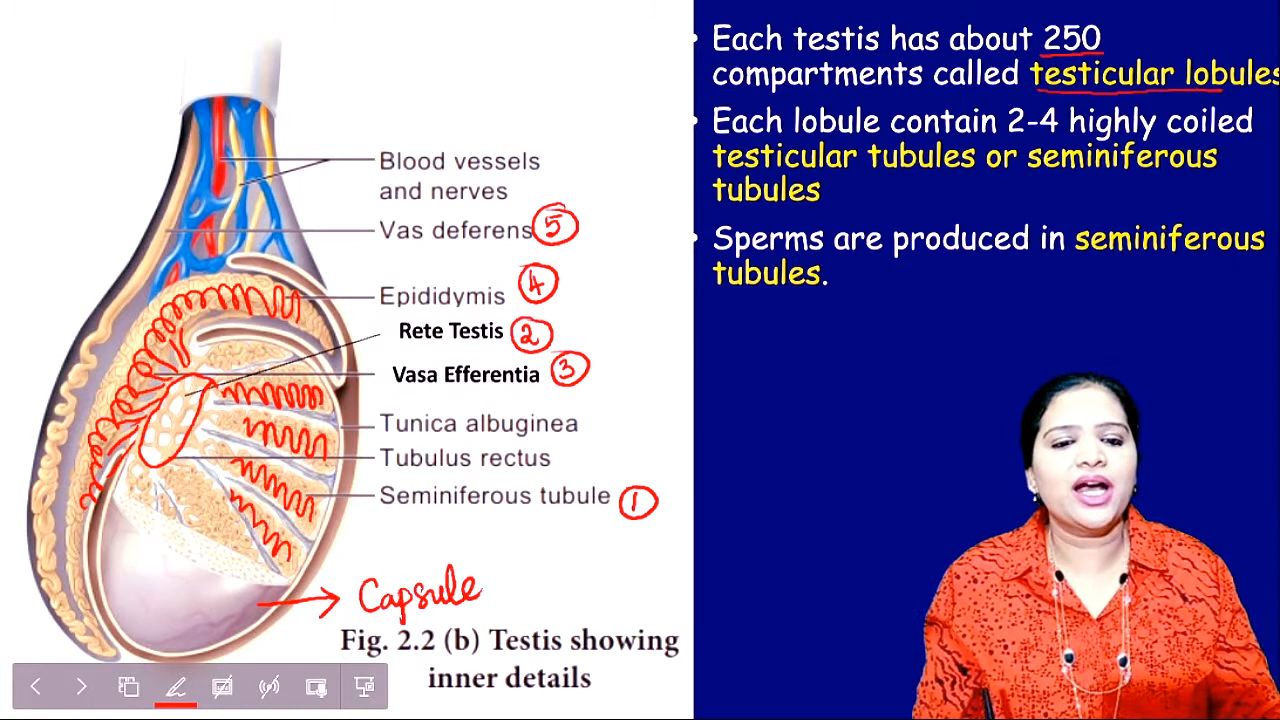 Blood vessels
and nerves
Vas deferens 5
Epididymis 4
Rete Testis 2
Vasa Efferentia 3
Tunica albuginea
Tubulus rectus
Seminiferous tubule 1
Capsule
Fig. 2.2 (b) Testis showing
inner details
• Each testis has about 250
compartments called testicular lobules
• Each lobule contain 2-4 highly coiled
testicular tubules or seminiferous
tubules
• Sperms are produced in seminiferous
tubules.